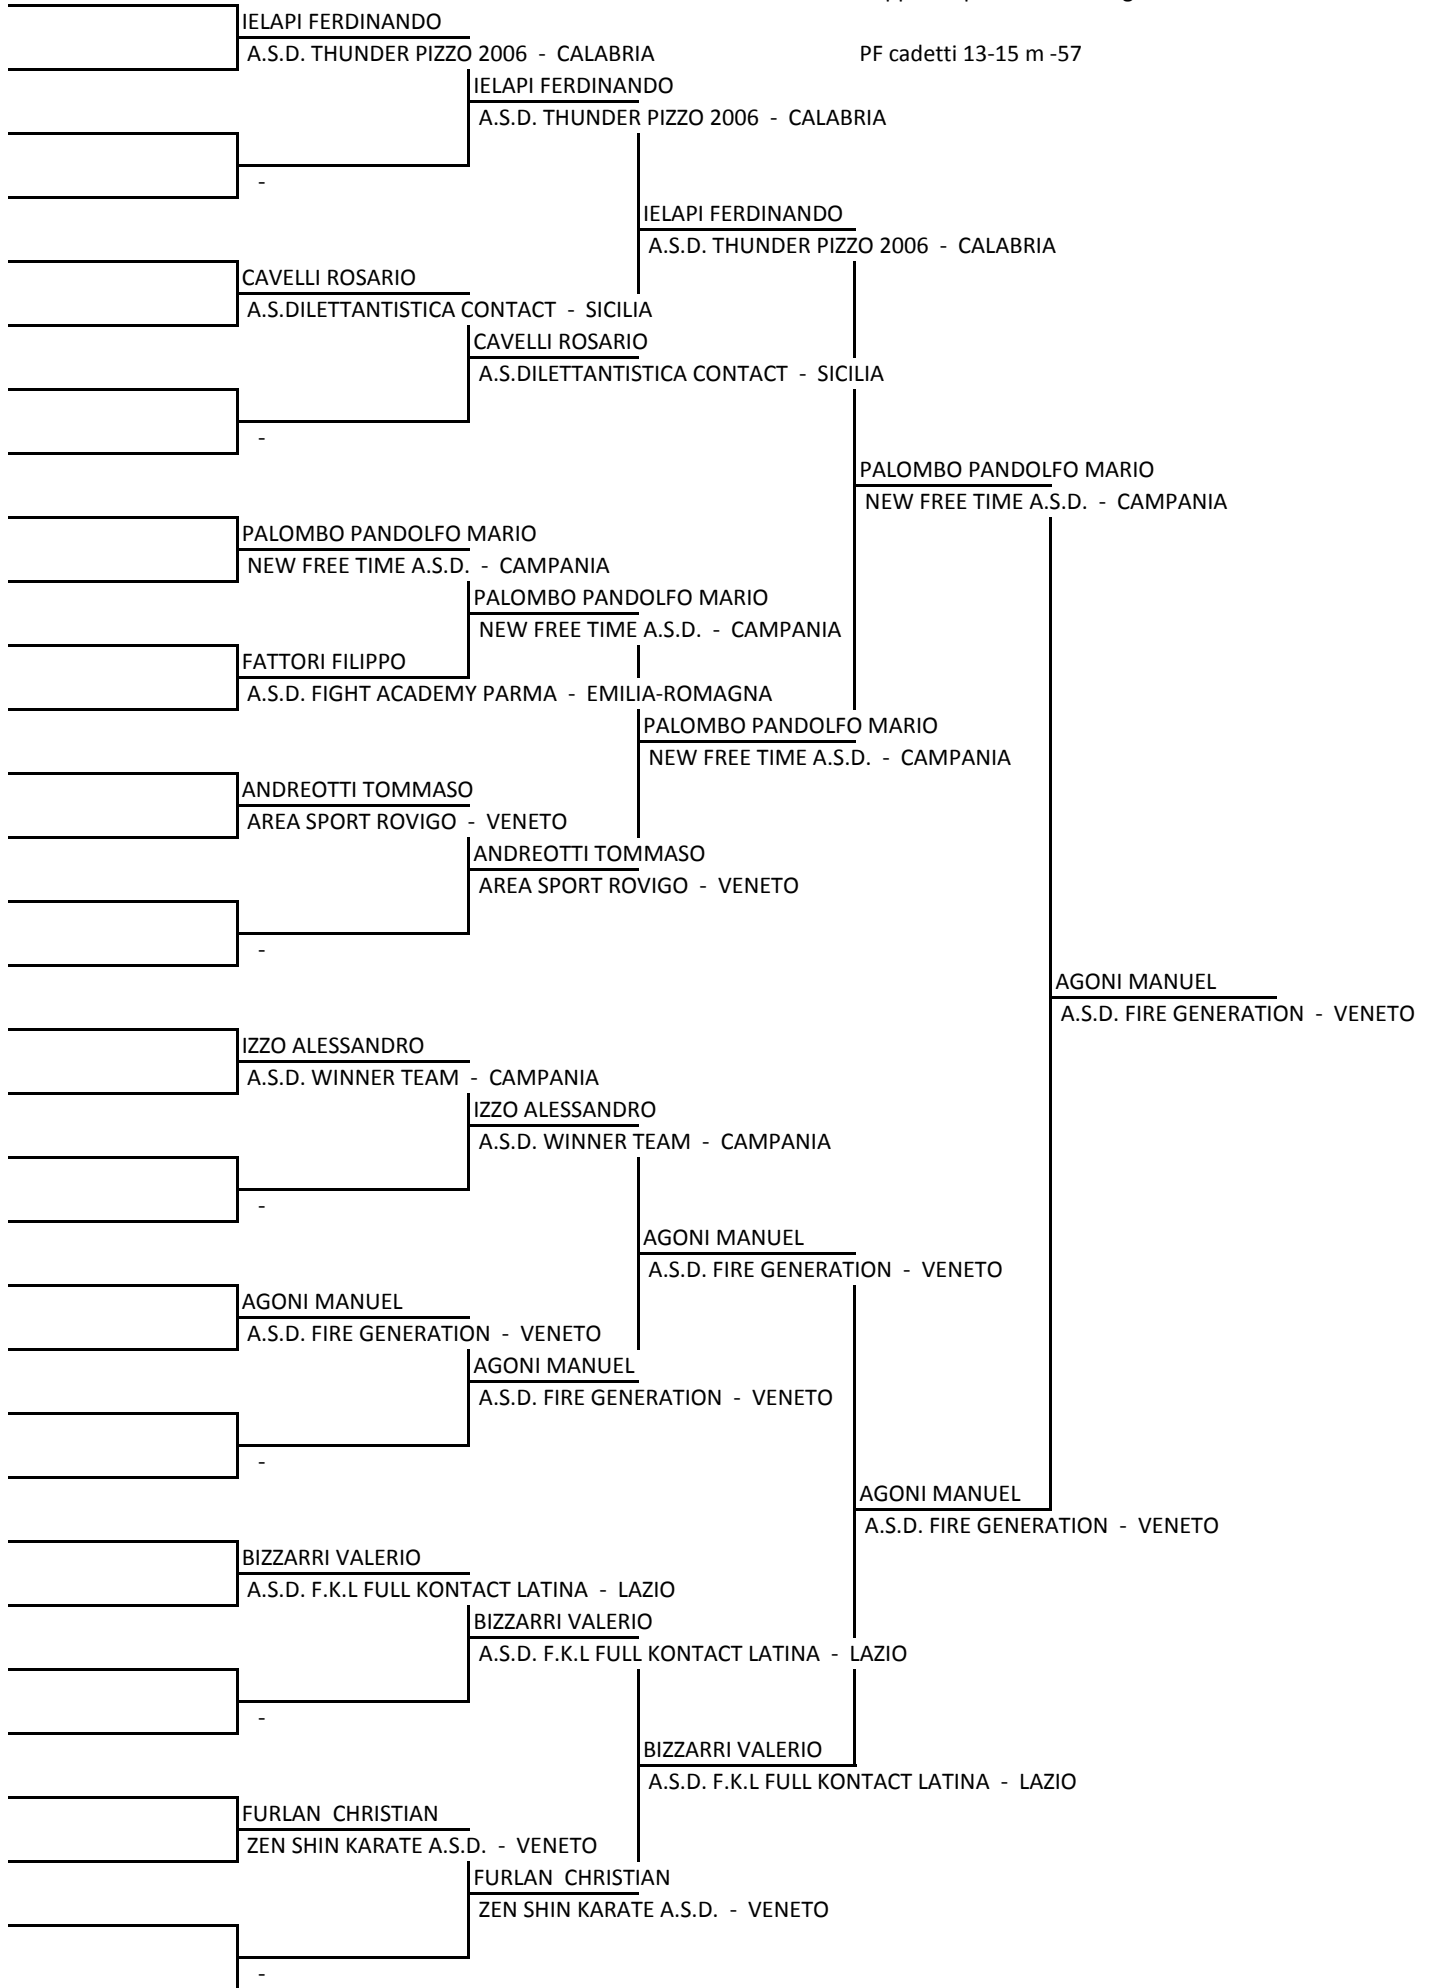 IELAPI FERDINANDO
A.S.D. THUNDER PIZZO 2006 - CALABRIA
PF cadetti 13-15 m -57
IELAPI FERDINANDO
A.S.D. THUNDER PIZZO 2006 - CALABRIA
-
IELAPI FERDINANDO
A.S.D. THUNDER PIZZO 2006 - CALABRIA
CAVELLI ROSARIO
A.S.DILETTANTISTICA CONTACT - SICILIA
CAVELLI ROSARIO
A.S.DILETTANTISTICA CONTACT - SICILIA
-
PALOMBO PANDOLFO MARIO
NEW FREE TIME A.S.D. - CAMPANIA
PALOMBO PANDOLFO MARIO
NEW FREE TIME A.S.D. - CAMPANIA
PALOMBO PANDOLFO MARIO
NEW FREE TIME A.S.D. - CAMPANIA
FATTORI FILIPPO
A.S.D. FIGHT ACADEMY PARMA - EMILIA-ROMAGNA
PALOMBO PANDOLFO MARIO
NEW FREE TIME A.S.D. - CAMPANIA
ANDREOTTI TOMMASO
AREA SPORT ROVIGO - VENETO
ANDREOTTI TOMMASO
AREA SPORT ROVIGO - VENETO
-
AGONI MANUEL
A.S.D. FIRE GENERATION - VENETO
IZZO ALESSANDRO
A.S.D. WINNER TEAM - CAMPANIA
IZZO ALESSANDRO
A.S.D. WINNER TEAM - CAMPANIA
-
AGONI MANUEL
A.S.D. FIRE GENERATION - VENETO
AGONI MANUEL
A.S.D. FIRE GENERATION - VENETO
AGONI MANUEL
A.S.D. FIRE GENERATION - VENETO
-
AGONI MANUEL
A.S.D. FIRE GENERATION - VENETO
BIZZARRI VALERIO
A.S.D. F.K.L FULL KONTACT LATINA - LAZIO
BIZZARRI VALERIO
A.S.D. F.K.L FULL KONTACT LATINA - LAZIO
-
BIZZARRI VALERIO
A.S.D. F.K.L FULL KONTACT LATINA - LAZIO
FURLAN  CHRISTIAN
ZEN SHIN KARATE A.S.D. - VENETO
FURLAN  CHRISTIAN
ZEN SHIN KARATE A.S.D. - VENETO
-